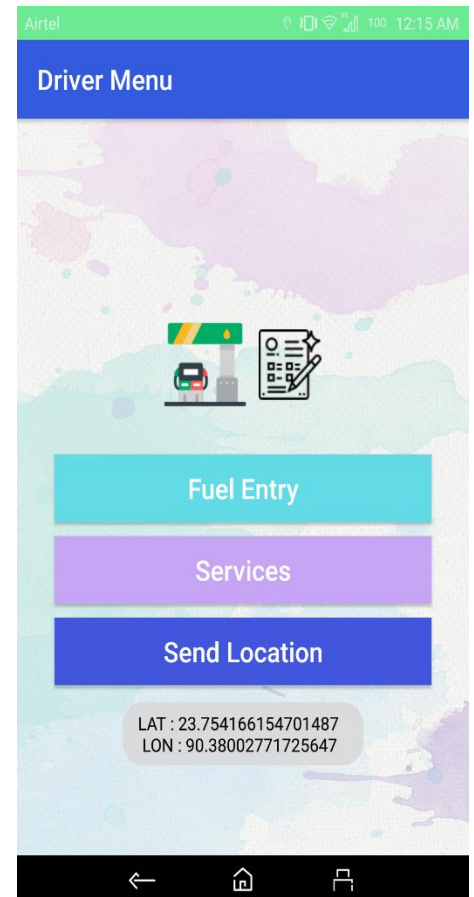 Airtel 100 12:15 AM
Driver Menu
Fuel Entry
Services
Send Location
LAT : 23.754166154701487
LON : 90.38002771725647